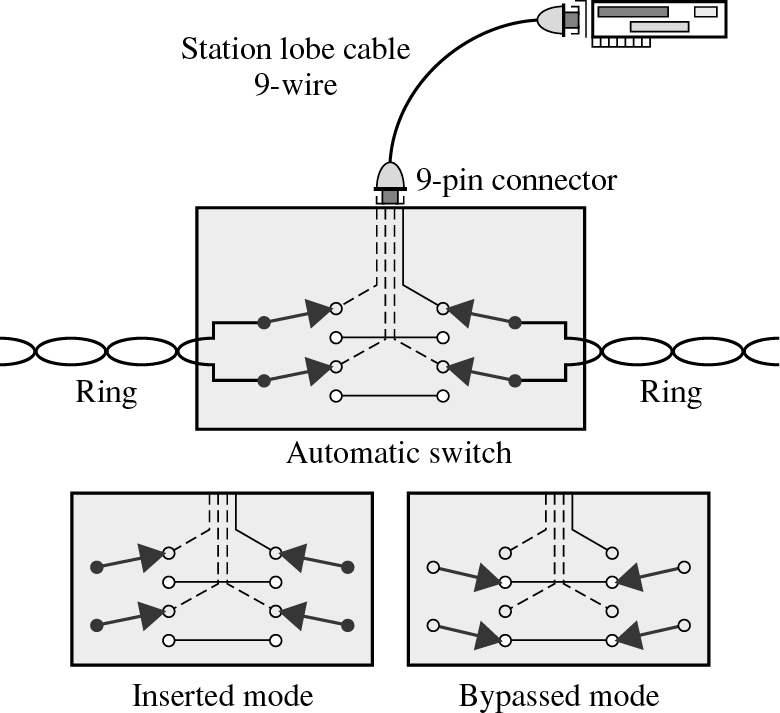 Station lobe cable
9-wire
9-pin connector
Ring
Ring
Automatic switch
Inserted mode
Bypassed mode